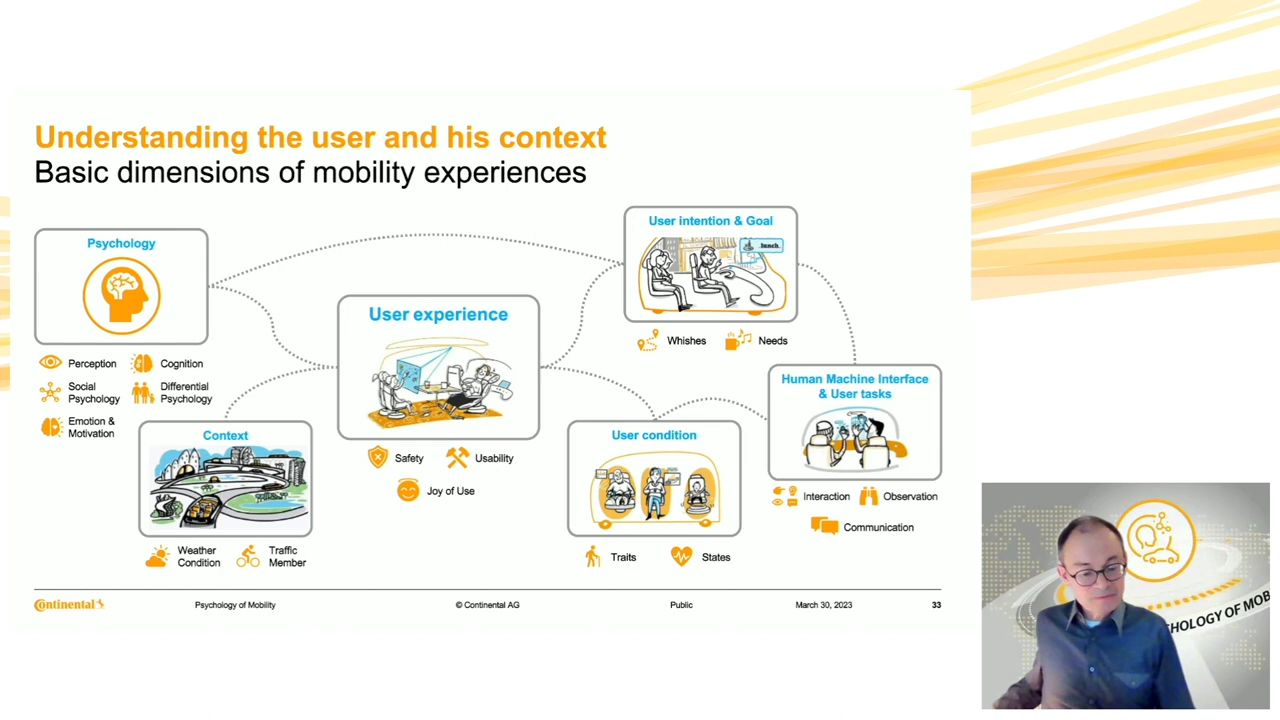 Understanding the user and his context
Basic dimensions of mobility experiences
Psychology
Perception
Cognition
Social
Psychology
Differential
Psychology
Emotion &
Motivation
Context
Weather
Condition
Traffic
Member
User experience
Safety
Usability
Joy of Use
User intention & Goal
lunch
Whishes
Needs
User condition
Traits
States
Human Machine Interface
& User tasks
Interaction
Observation
Communication
Continental
Psychology of Mobility
© Continental AG
Public
March 30, 2023
33
CHOLOGY OF MOB